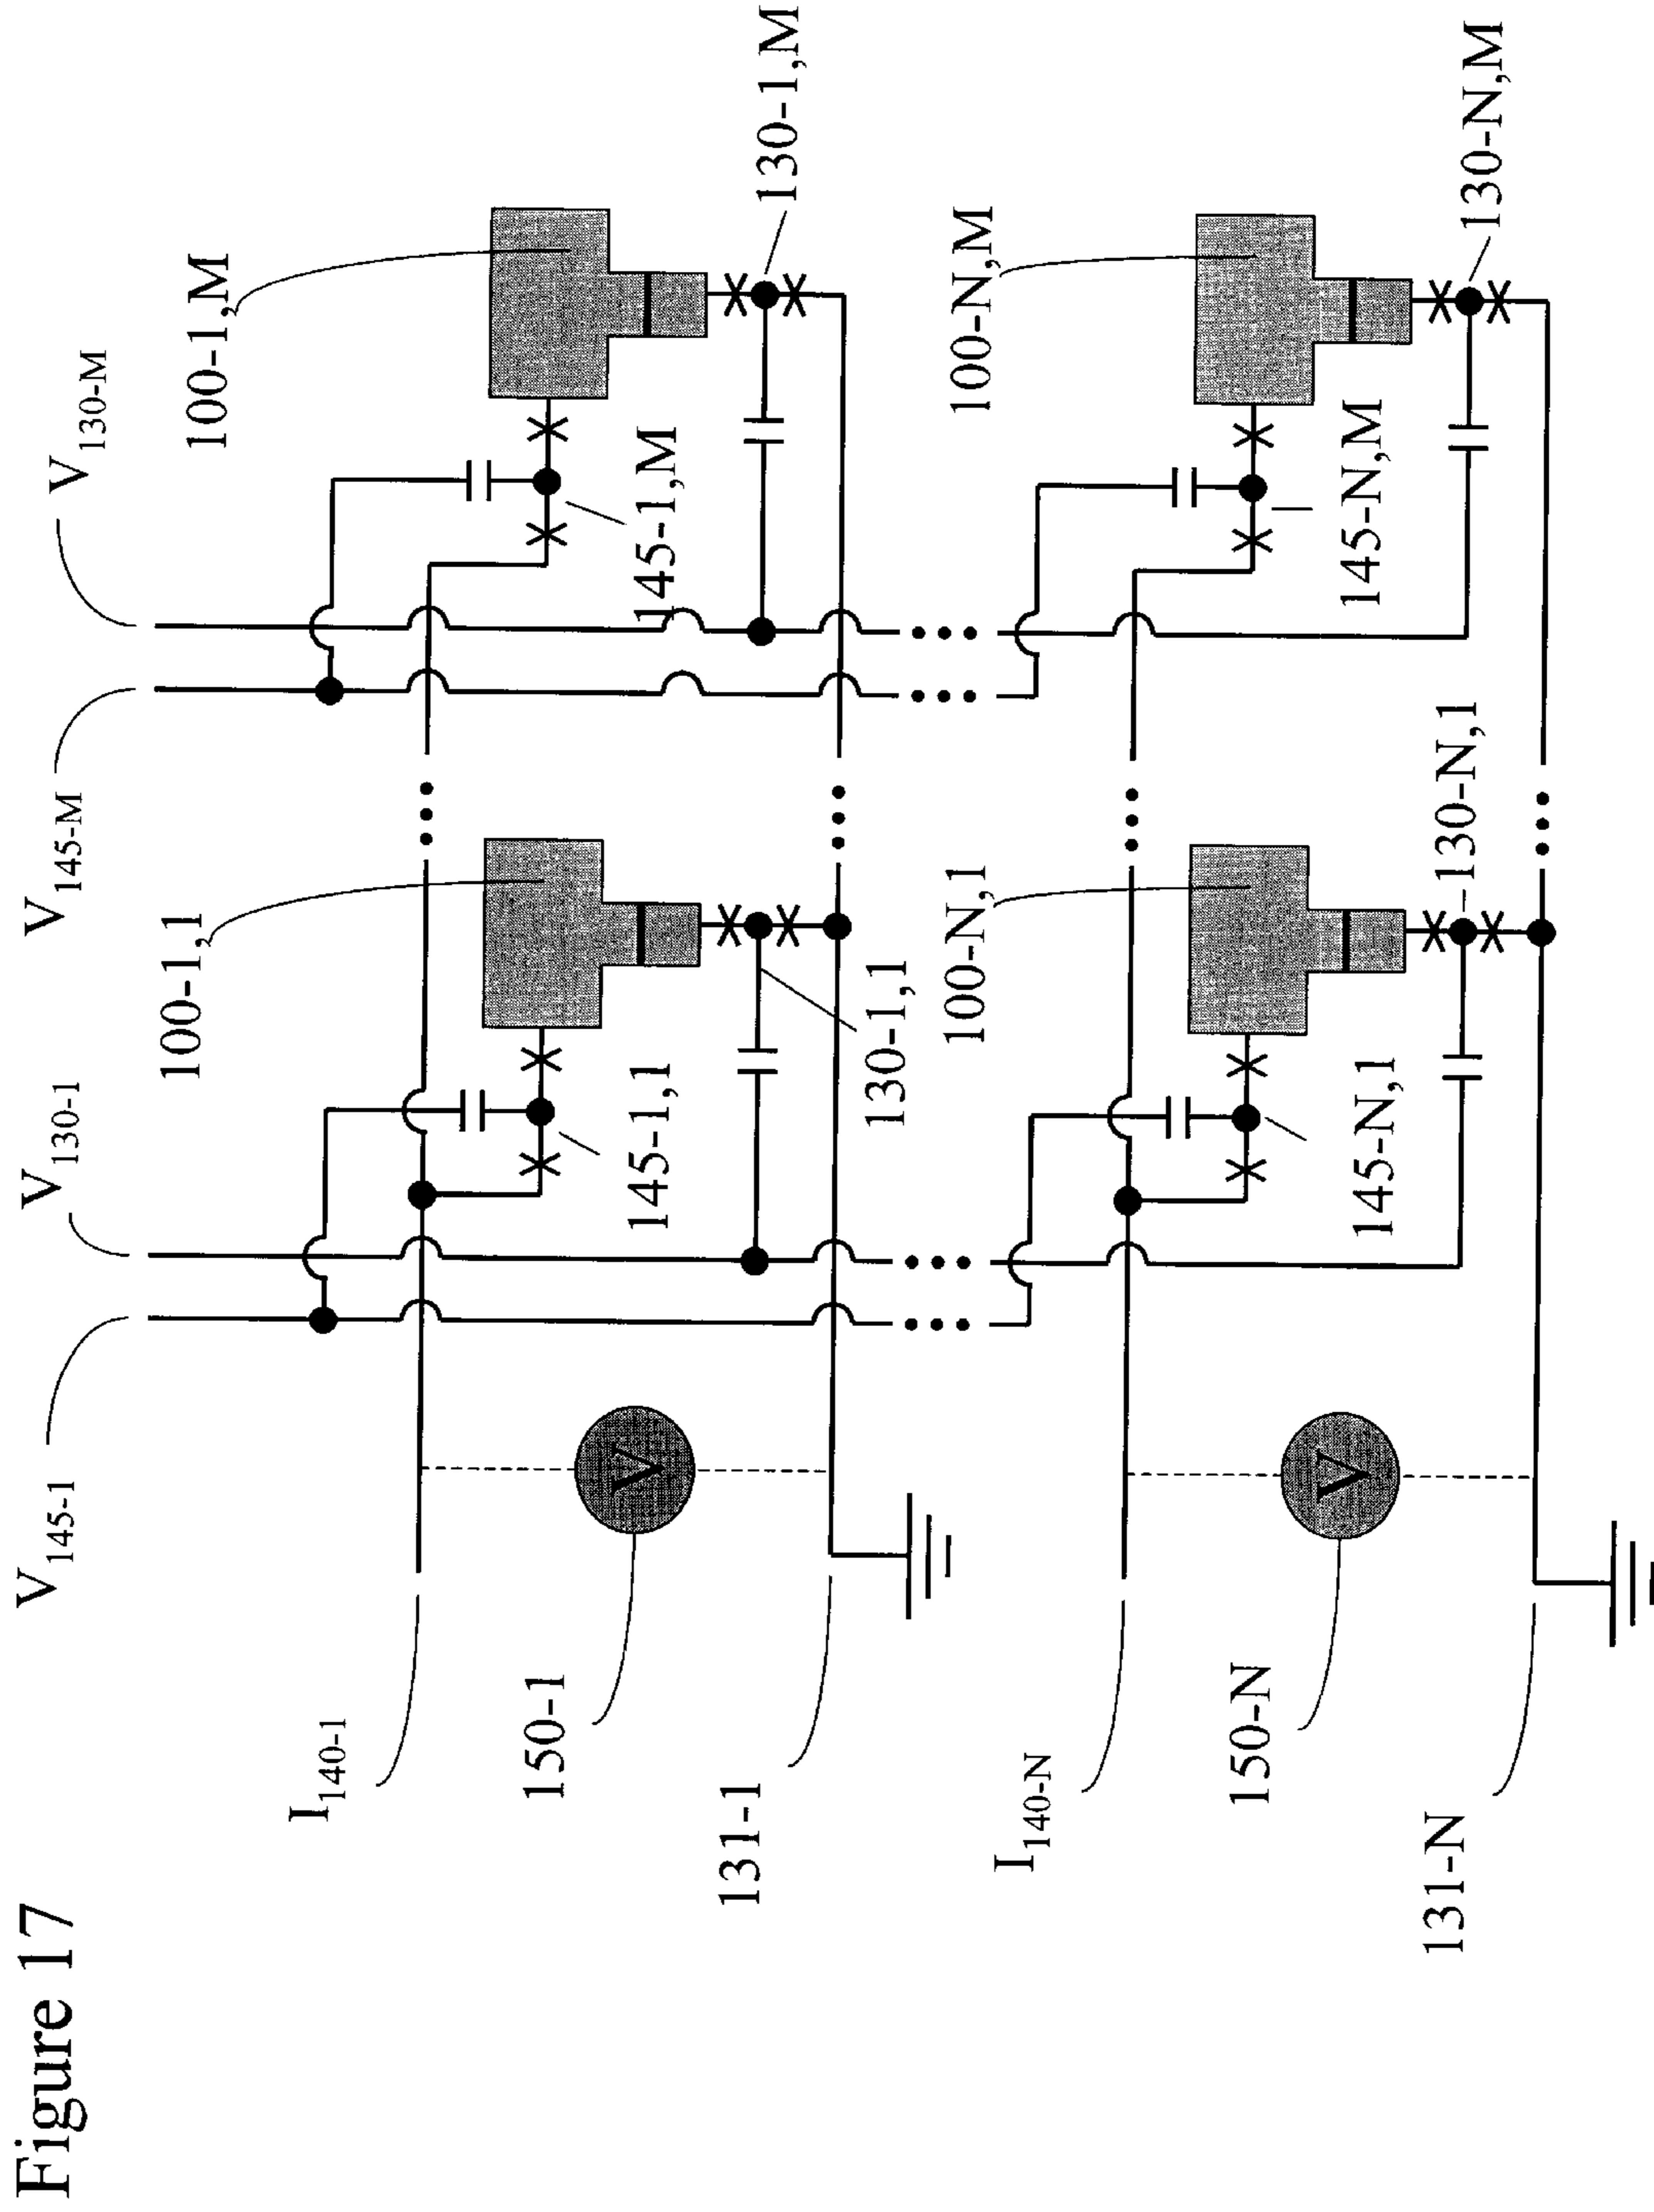 Figure 17
V145-1
V130-1
V145-M
V130-M
100-1,1
100-1,M
I140-1
145-1,1
145-1,M
150-1
V
130-1,1
130-1,M
131-1
100-N,1
100-N,M
I140-N
145-N,1
145-N,M
150-N
V
130-N,1
130-N,M
131-N